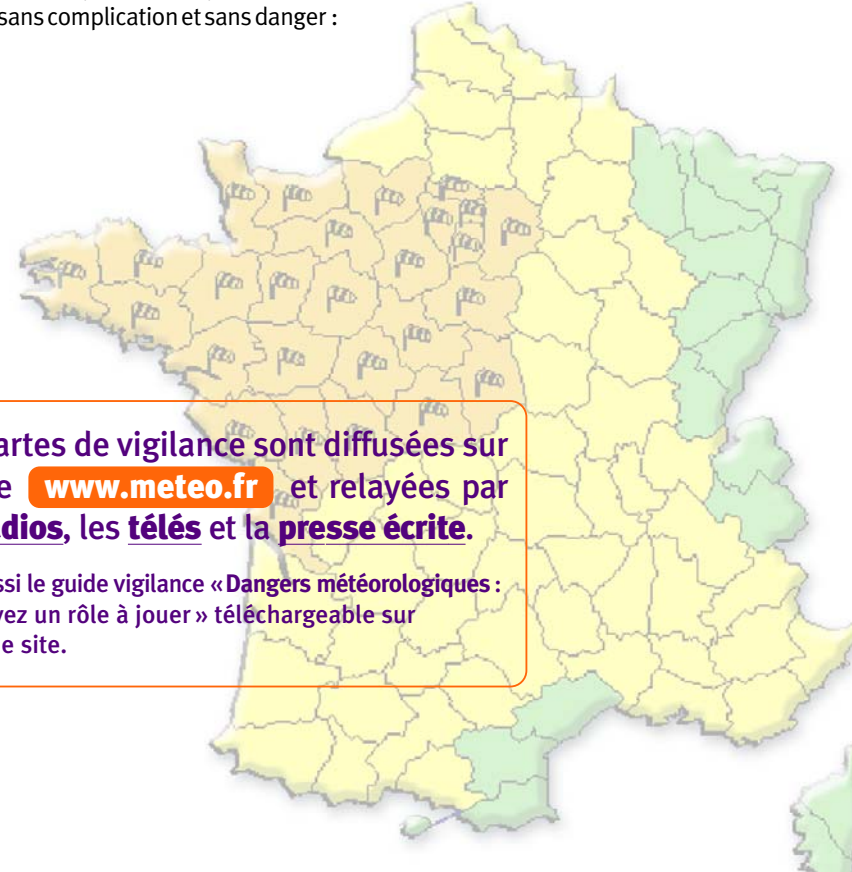 sans complication et sans danger :
artes de vigilance sont diffusées sur
e www.meteo.fr et relayées par
dios, les télés et la presse écrite.
ssi le guide vigilance « Dangers météorologiques :
vez un rôle à jouer » téléchargeable sur
e site.